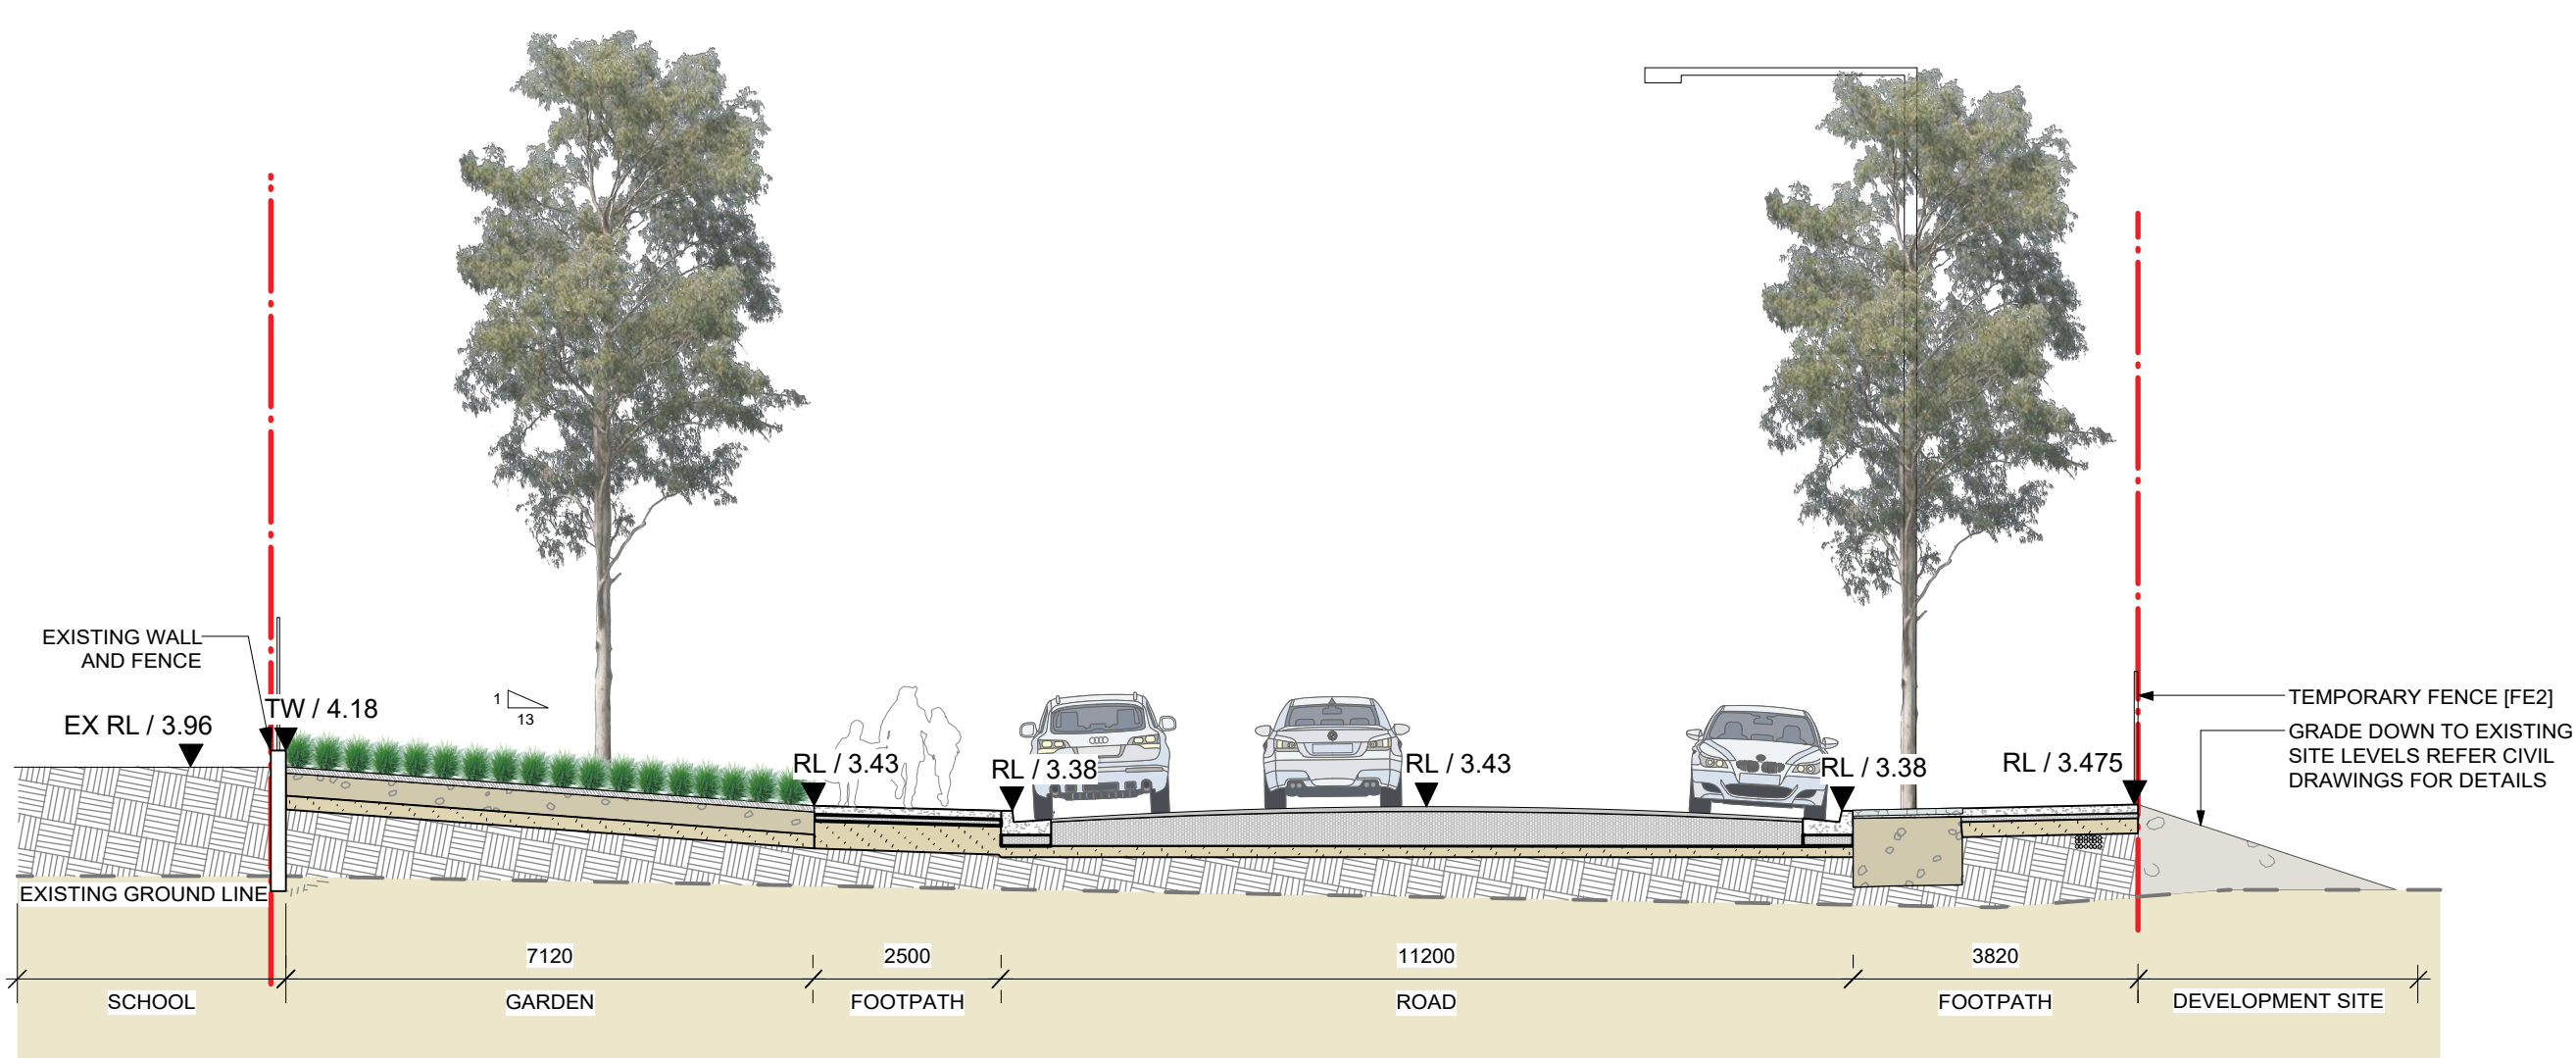 EXISTING WALL
AND FENCE
EX RL / 3.96
TW / 4.18
1
13
RL / 3.43
RL / 3.38
RL / 3.43
RL / 3.38
RL / 3.475
TEMPORARY FENCE [FE2]
GRADE DOWN TO EXISTING
SITE LEVELS REFER CIVIL
DRAWINGS FOR DETAILS
EXISTING GROUND LINE
7120
2500
11200
3820
SCHOOL
GARDEN
FOOTPATH
ROAD
FOOTPATH
DEVELOPMENT SITE